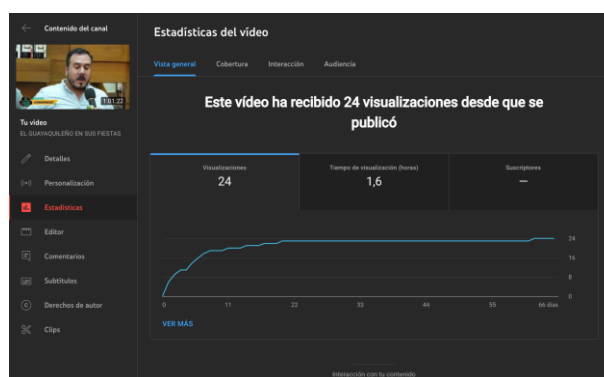 Contenido del canal
1:01:22
Tu vídeo
EL GUAYAQUILEÑO EN SUS FIESTAS
Detalles
Personalización
Estadísticas
Editor
Comentarios
Subtítulos
Derechos de autor
Clips
Estadísticas del vídeo
Vista general Cobertura Interacción Audiencia
Este vídeo ha recibido 24 visualizaciones desde que se
publicó
Visualizaciones
24
Tiempo de visualización (horas)
1,6
Suscriptores
—
24
16
8
0
0 11 22 33 44 55 66 días
VER MÁS
Interacción con tu contenido